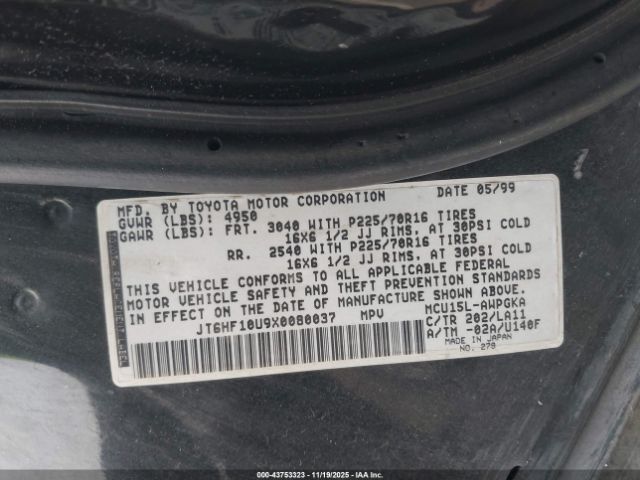 MFD. BY TOYOTA MOTOR CORPORATION DATE 05/99
GVWR (LBS): 4950
GAWR (LBS): FRT. 3040 WITH P225/70R16 TIRES
16X6 1/2 JJ RIMS, AT 30PSI COLD
RR. 2540 WITH P225/70R16 TIRES
16X6 1/2 JJ RIMS, AT 30PSI COLD
THIS VEHICLE CONFORMS TO ALL APPLICABLE FEDERAL
MOTOR VEHICLE SAFETY AND THEFT PREVENTION STANDARDS
IN EFFECT ON THE DATE OF MANUFACTURE SHOWN ABOVE.
JT6HF10U9X0080037 MPV MCU15L-AWPGKA
C/TR 202/LA11
A/TM -02A/U140F
MADE IN JAPAN
NO. 279
REPLACEMENT LABEL
000-43753323 | 11/19/2025 - IAA Inc.